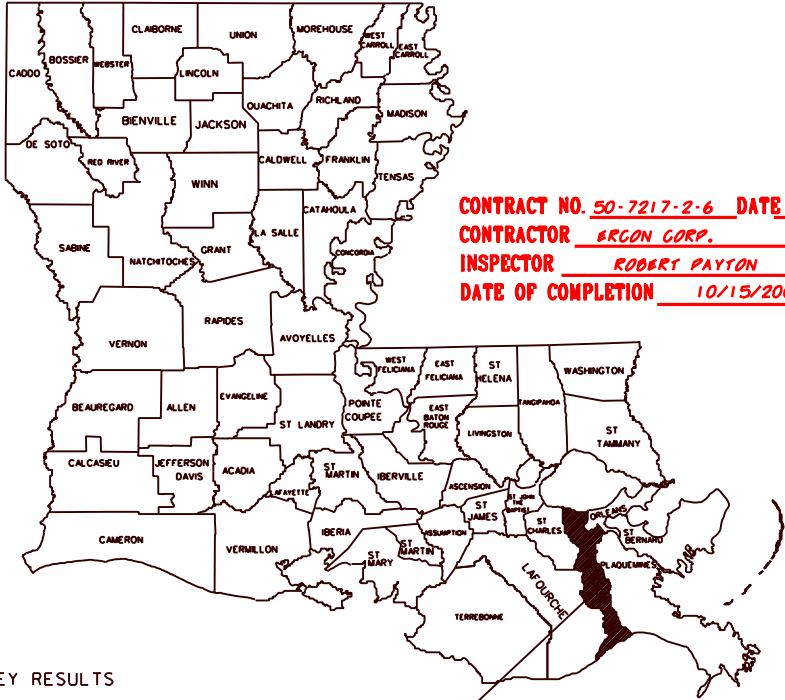 CLAIBORNE
UNION
MOREHOUSE
WEST CARROLL
EAST CARROLL
CADDO
BOSSIER
WEBSTER
LINCOLN
OUACHITA
RICHLAND
MADISON
BIENVILLE
JACKSON
DE SOTO
RED RIVER
CALDWELL
FRANKLIN
TENSAS
WINN
CATAHOULA
SABINE
NATCHITOCHES
GRANT
LA SALLE
CONCORDIA
CONTRACT NO. 50-7217-2-6 DATE
CONTRACTOR ERCON CORP.
INSPECTOR ROBERT PAYTON
DATE OF COMPLETION 10/15/200
RAPIDES
VERNON
AVOYELLES
WEST FELICIANA
EAST FELICIANA
ST HELENA
TANGIPAHOA
WASHINGTON
BEAUREGARD
ALLEN
EVANGELINE
ST LANDRY
POINTE COUPEE
EAST BATON ROUGE
LIVINGSTON
ST TAMMANY
CALCASIEU
JEFFERSON DAVIS
ACADIA
LAFAYETTE
ST MARTIN
IBERVILLE
ASCENSION
ST JAMES
ST JOHN THE BAPTIST
ST CHARLES
ORLEANS
ST BERNARD
CAMERON
VERMILLON
IBERIA
ST MARY
ST MARTIN
ASSUMPTION
PLAQUEMINES
LAFOURCHE
TERREBONNE
EY RESULTS